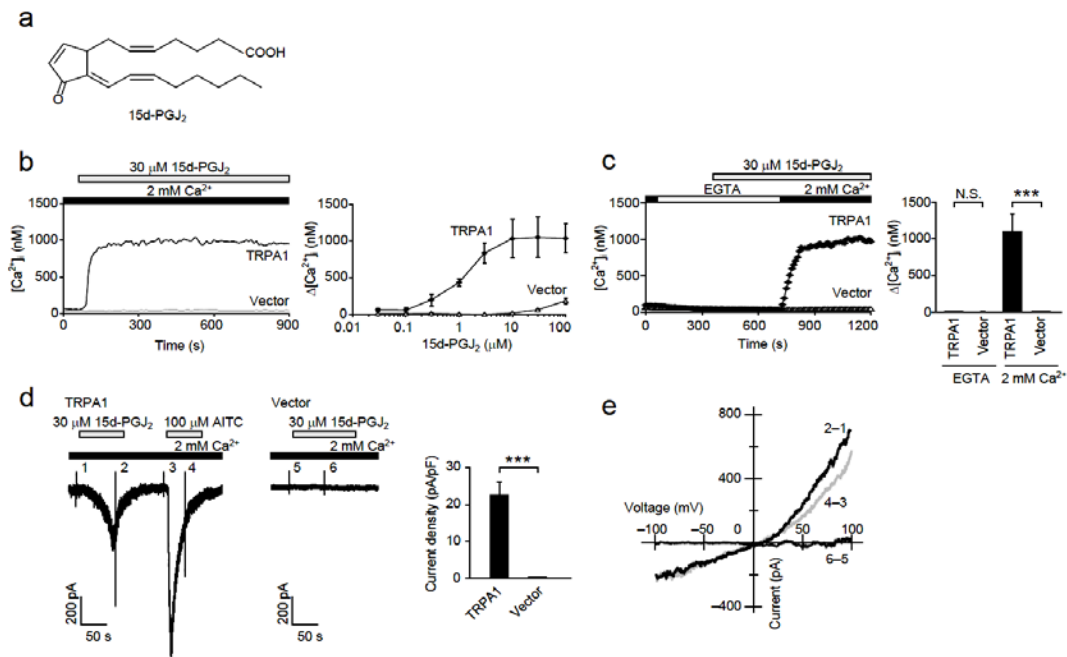 a
COOH
O
15d-PGJ₂
b
30 μM 15d-PGJ₂
2 mM Ca²⁺
1500
1000
500
0
[Ca²⁺]ᵢ (nM)
TRPA1
Vector
0 300 600 900
Time (s)
1500
1000
500
0
Δ[Ca²⁺]ᵢ (nM)
TRPA1
Vector
0.01 0.1 1 10 100
15d-PGJ₂ (μM)
c
30 μM 15d-PGJ₂
EGTA 2 mM Ca²⁺
1500
1000
500
0
[Ca²⁺]ᵢ (nM)
TRPA1
Vector
0 300 600 900 1200
Time (s)
N.S. ***
1500
1000
500
0
Δ[Ca²⁺]ᵢ (nM)
TRPA1 Vector TRPA1 Vector
EGTA 2 mM Ca²⁺
d
TRPA1
30 μM 15d-PGJ₂ 100 μM AITC
2 mM Ca²⁺
1 2 3 4
200 pA
50 s
Vector
30 μM 15d-PGJ₂
2 mM Ca²⁺
5 6
200 pA
50 s
***
30
20
10
0
Current density (pA/pF)
TRPA1 Vector
e
800
400
2–1
4–3
Voltage (mV)
–100 –50 0 50 100
6–5
–400
Current (pA)